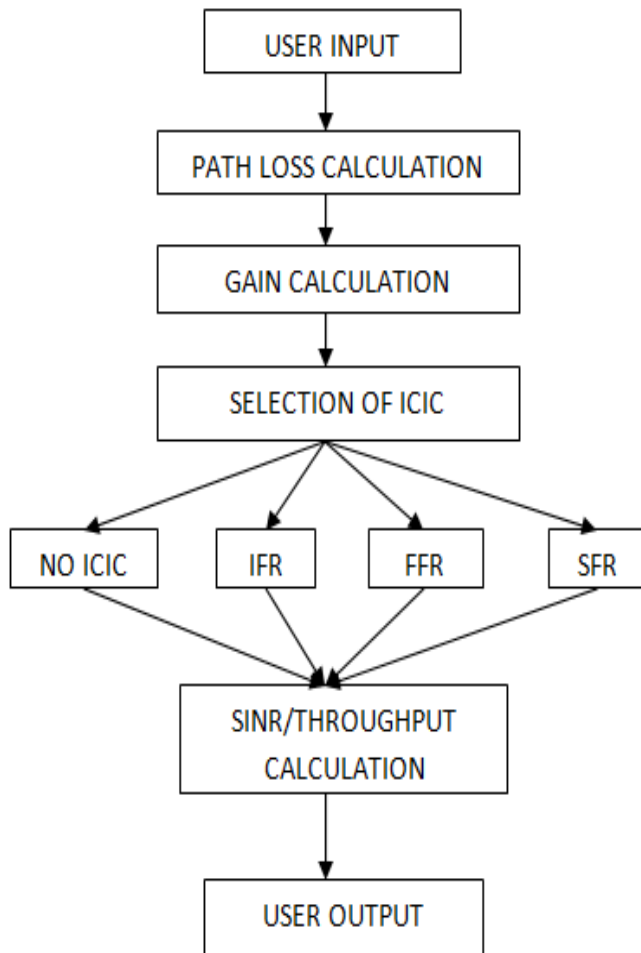 USER INPUT
PATH LOSS CALCULATION
GAIN CALCULATION
SELECTION OF ICIC
NO ICIC
IFR
FFR
SFR
SINR/THROUGHPUT
CALCULATION
USER OUTPUT